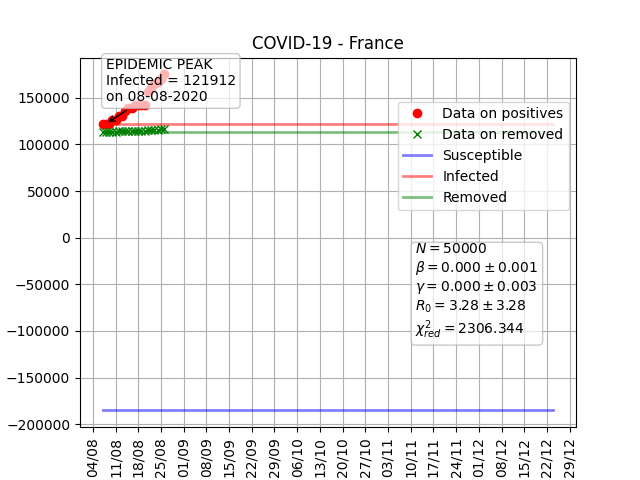 COVID-19 - France
EPIDEMIC PEAK
Infected = 121912
on 08-08-2020
Data on positives
Data on removed
Susceptible
Infected
Removed
N = 50000
β = 0.000 ± 0.001
γ = 0.000 ± 0.003
R₀ = 3.28 ± 3.28
χ²red = 2306.344
150000
100000
50000
0
−50000
−100000
−150000
−200000
04/08
11/08
18/08
25/08
01/09
08/09
15/09
22/09
29/09
06/10
13/10
20/10
27/10
03/11
10/11
17/11
24/11
01/12
08/12
15/12
22/12
29/12